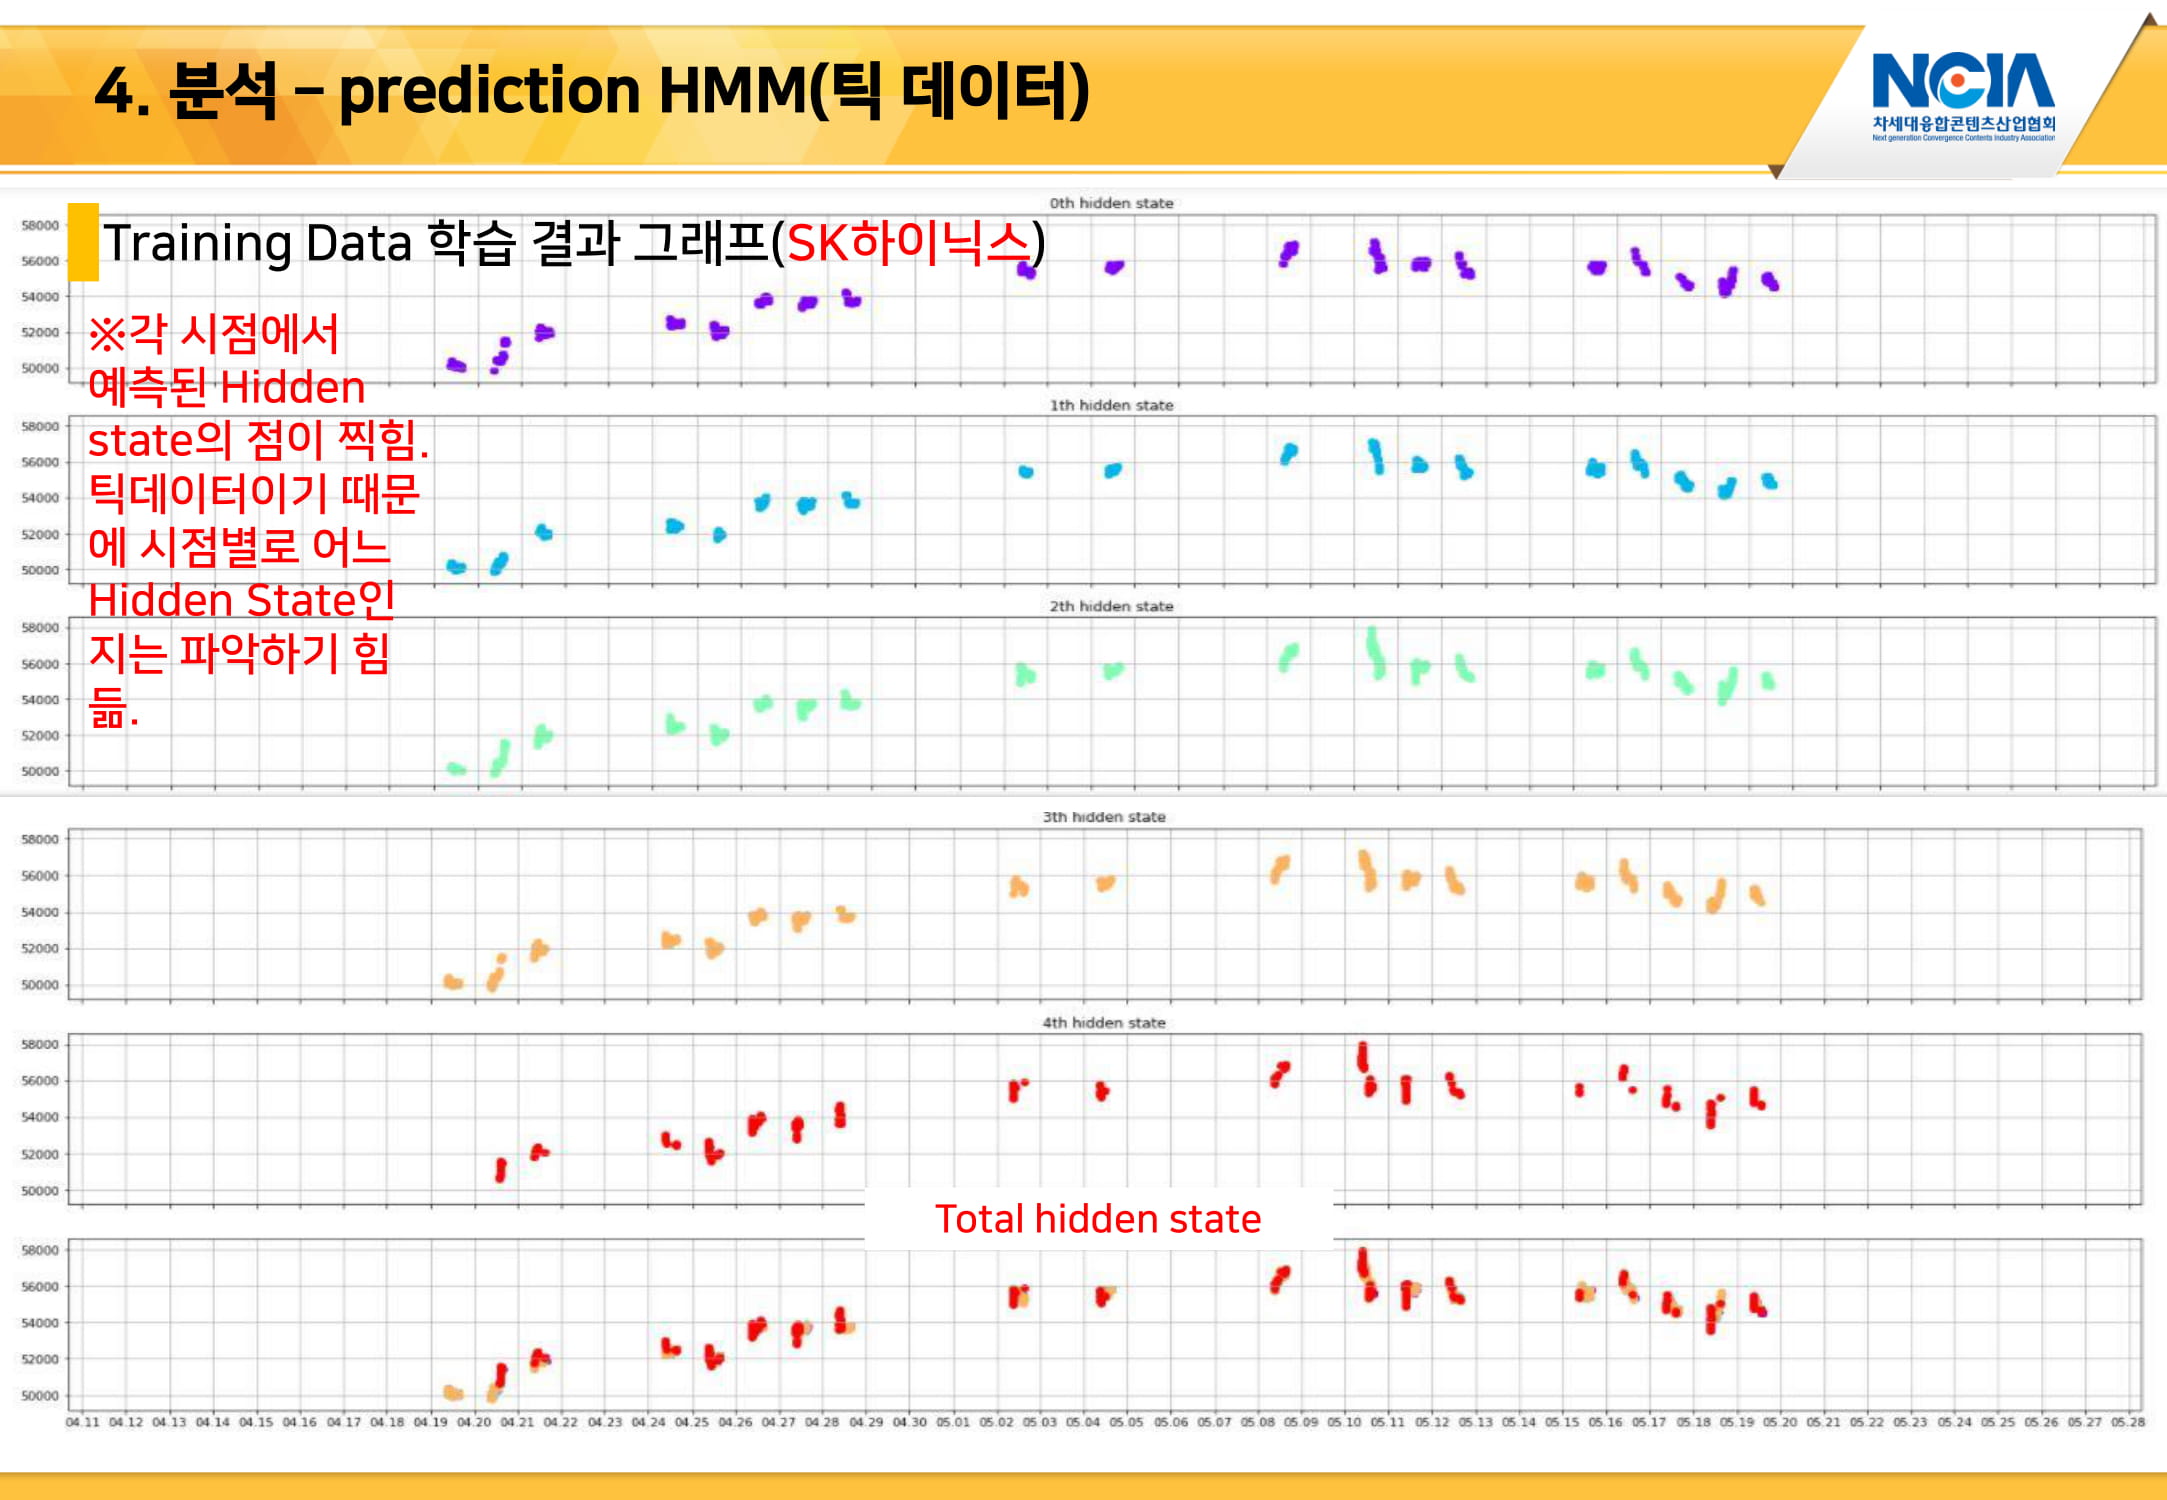 4. 분석 – prediction HMM(틱 데이터)
NCIA
차세대융합콘텐츠산업협회
Next generation Convergence Contents Industry Association
Training Data 학습 결과 그래프(SK하이닉스)
※각 시점에서
예측된 Hidden
state의 점이 찍힘.
틱데이터이기 때문
에 시점별로 어느
Hidden State인
지는 파악하기 힘
듦.
0th hidden state
58000
56000
54000
52000
50000
1th hidden state
58000
56000
54000
52000
50000
2th hidden state
58000
56000
54000
52000
50000
3th hidden state
58000
56000
54000
52000
50000
4th hidden state
58000
56000
54000
52000
50000
Total hidden state
58000
56000
54000
52000
50000
04.11 04.12 04.13 04.14 04.15 04.16 04.17 04.18 04.19 04.20 04.21 04.22 04.23 04.24 04.25 04.26 04.27 04.28 04.29 04.30 05.01 05.02 05.03 05.04 05.05 05.06 05.07 05.08 05.09 05.10 05.11 05.12 05.13 05.14 05.15 05.16 05.17 05.18 05.19 05.20 05.21 05.22 05.23 05.24 05.25 05.26 05.27 05.28